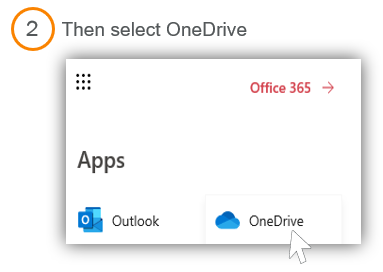 2 Then select OneDrive
Office 365 →
Apps
Outlook OneDrive